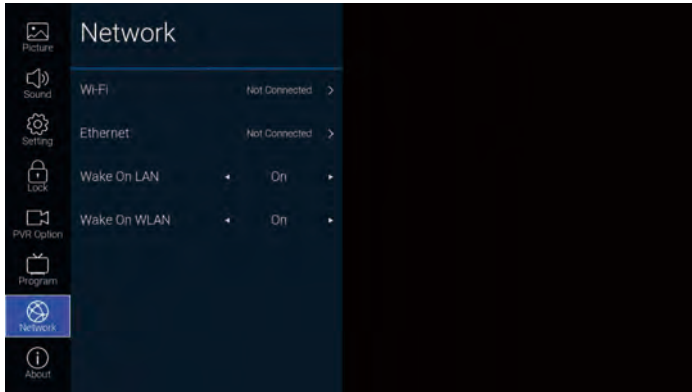 Picture
Sound
Setting
Lock
PVR Option
Program
Network
About
Network
Wi-Fi Not Connected
Ethernet Not Connected
Wake On LAN On
Wake On WLAN On